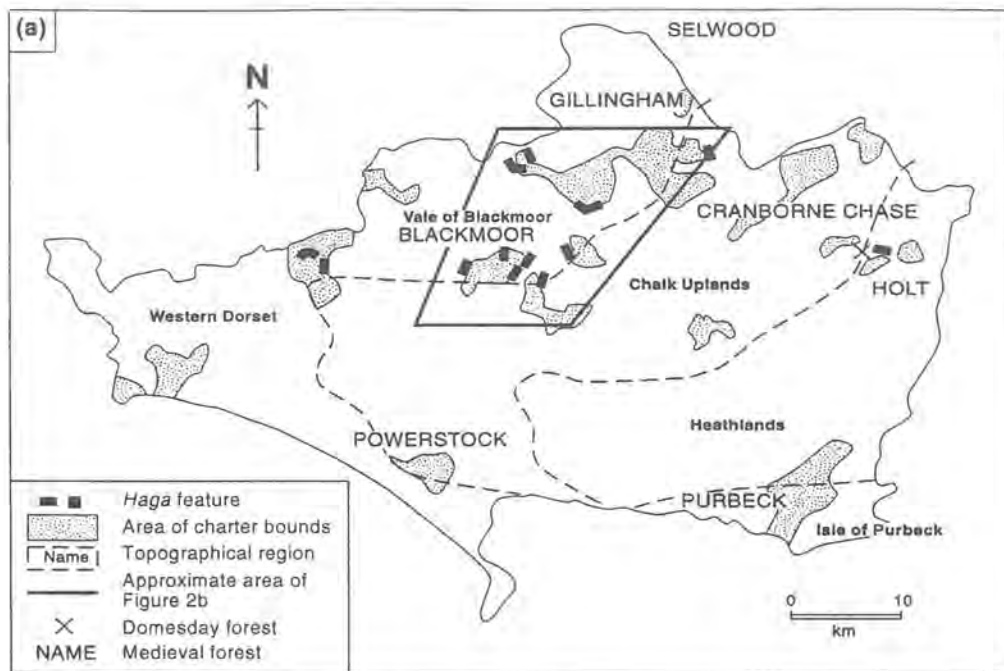 (a)
SELWOOD
N
GILLINGHAM
CRANBORNE CHASE
Vale of Blackmoor
BLACKMOOR
HOLT
Chalk Uplands
Western Dorset
Heathlands
POWERSTOCK
PURBECK
Isle of Purbeck
Haga feature
Area of charter bounds
Name Topographical region
Approximate area of
Figure 2b
Domesday forest
NAME Medieval forest
0 10
km